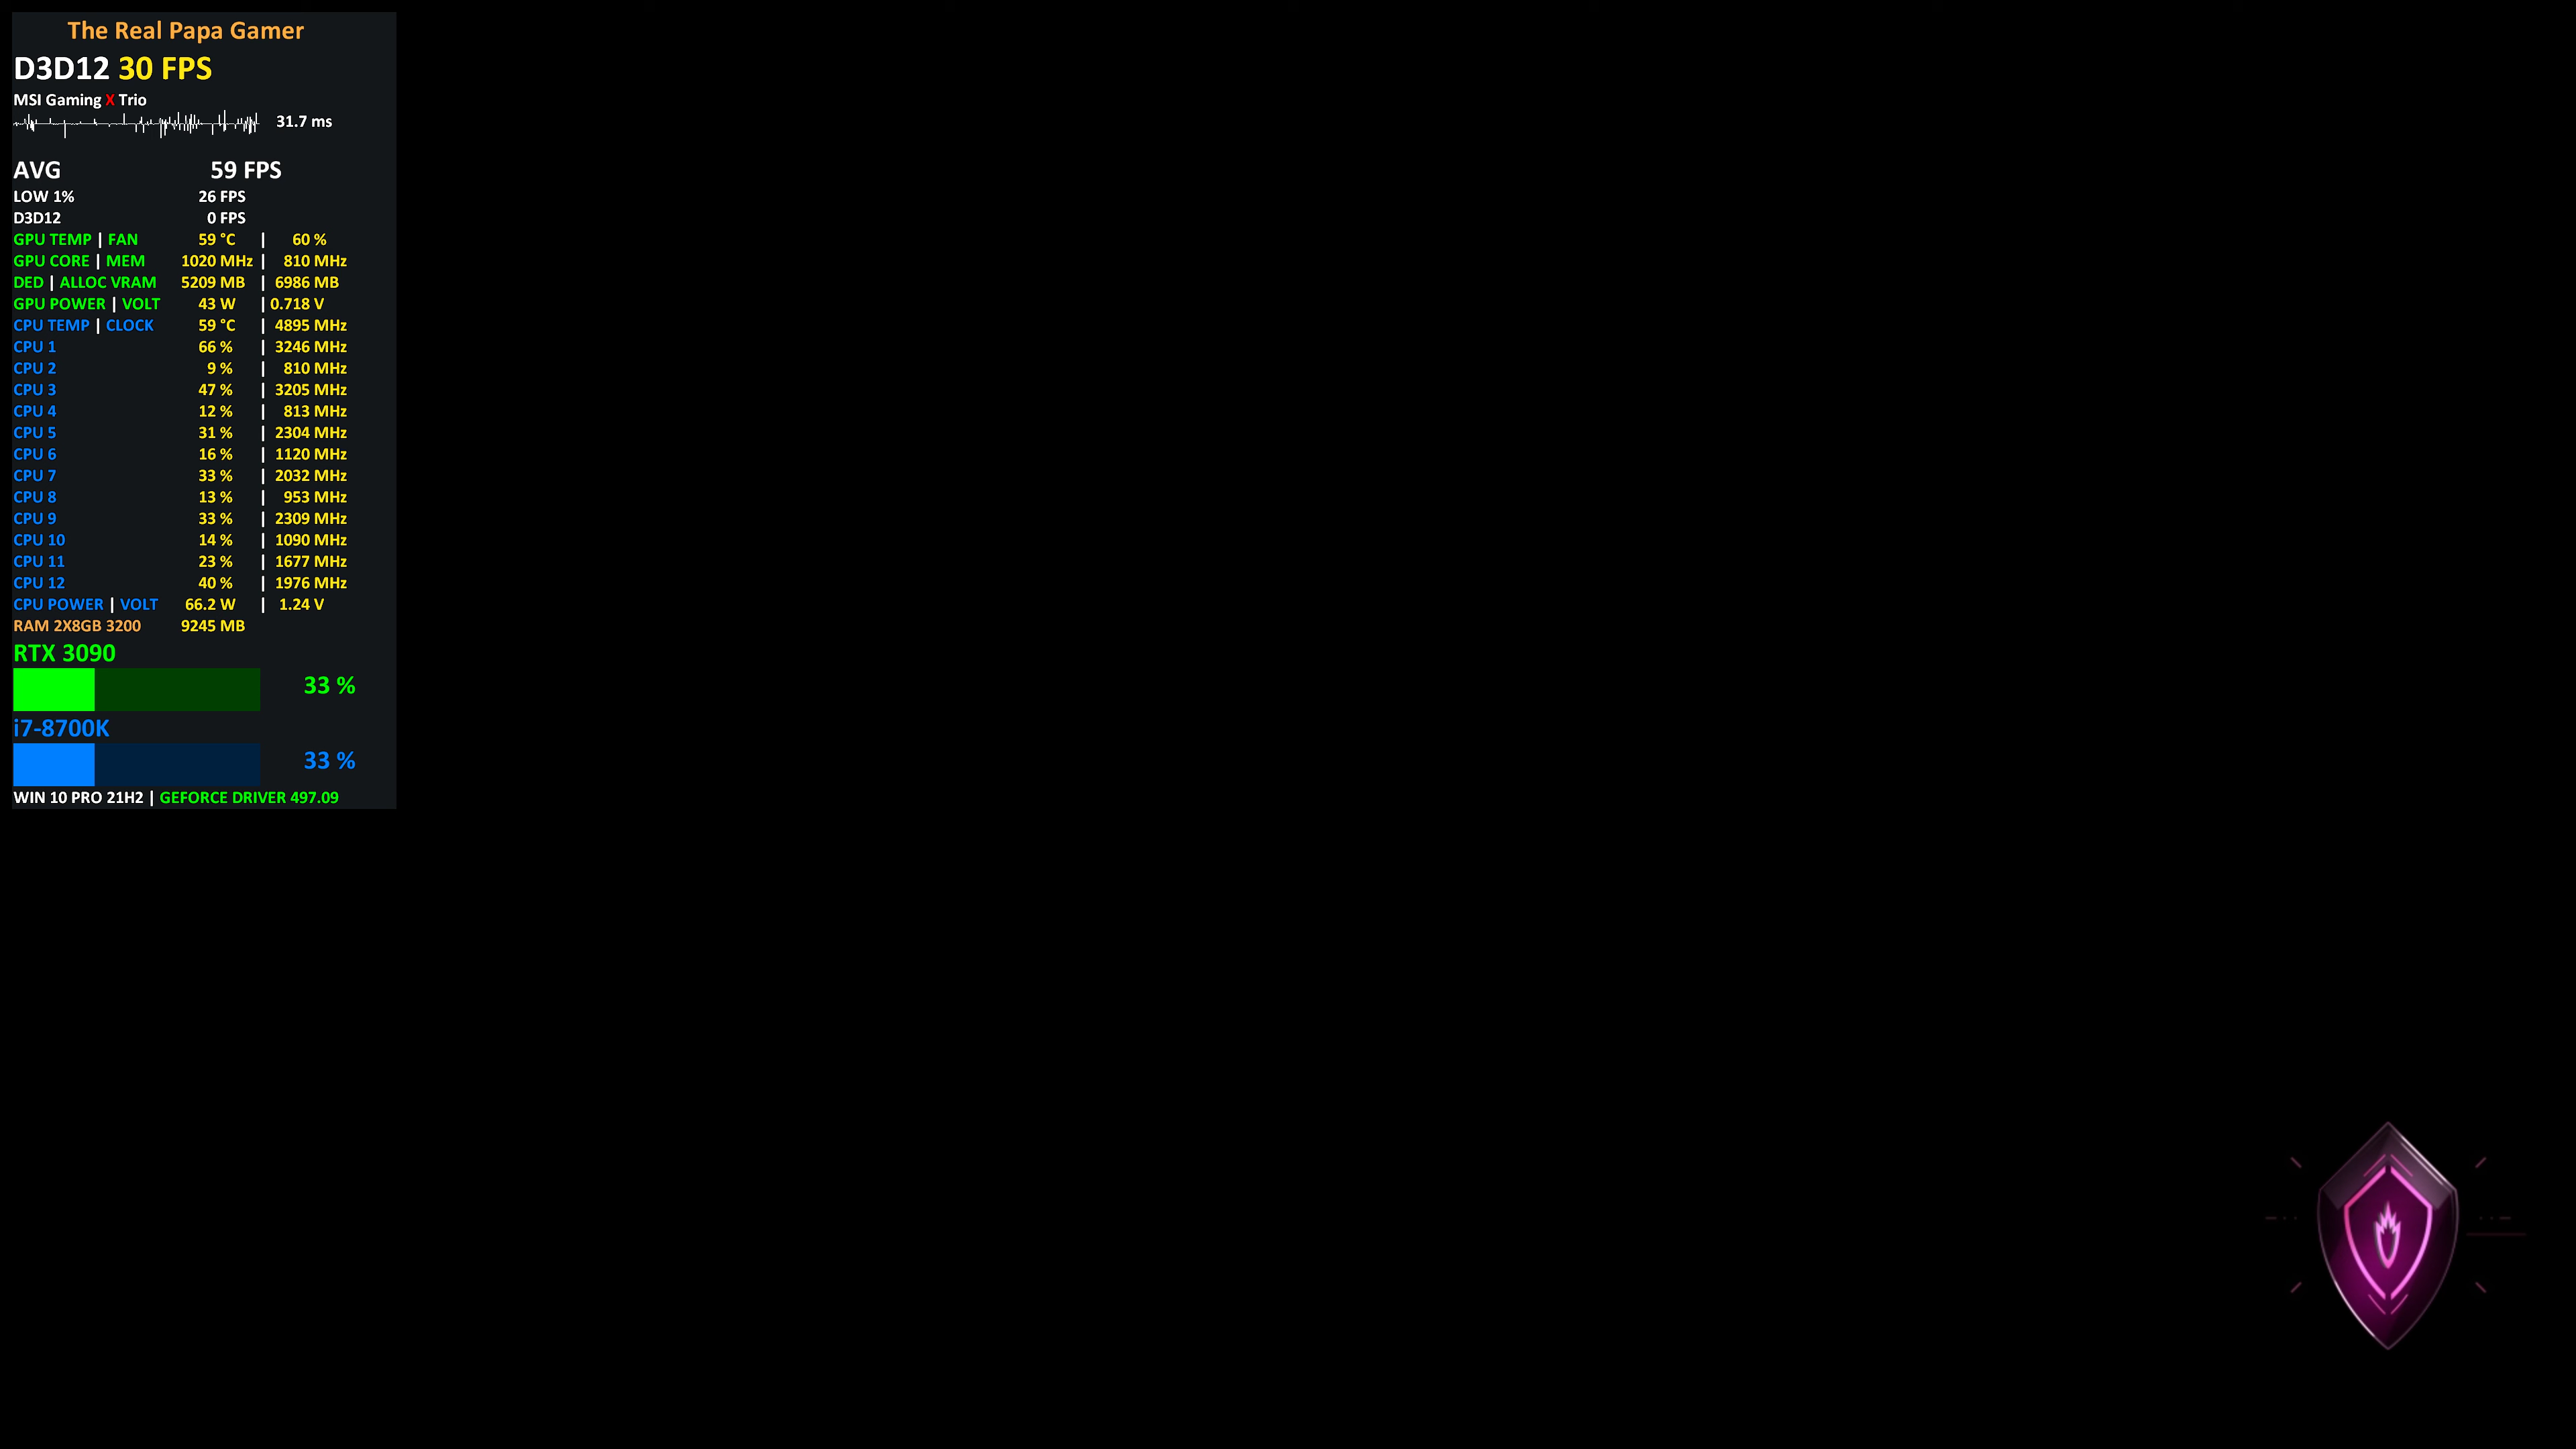 The Real Papa Gamer
D3D12 30 FPS
MSI Gaming X Trio
31.7 ms
AVG 59 FPS
LOW 1% 26 FPS
D3D12 0 FPS
GPU TEMP | FAN 59 °C | 60 %
GPU CORE | MEM 1020 MHz | 810 MHz
DED | ALLOC VRAM 5209 MB | 6986 MB
GPU POWER | VOLT 43 W | 0.718 V
CPU TEMP | CLOCK 59 °C | 4895 MHz
CPU 1 66 % | 3246 MHz
CPU 2 9 % | 810 MHz
CPU 3 47 % | 3205 MHz
CPU 4 12 % | 813 MHz
CPU 5 31 % | 2304 MHz
CPU 6 16 % | 1120 MHz
CPU 7 33 % | 2032 MHz
CPU 8 13 % | 953 MHz
CPU 9 33 % | 2309 MHz
CPU 10 14 % | 1090 MHz
CPU 11 23 % | 1677 MHz
CPU 12 40 % | 1976 MHz
CPU POWER | VOLT 66.2 W | 1.24 V
RAM 2X8GB 3200 9245 MB
RTX 3090
33 %
i7-8700K
33 %
WIN 10 PRO 21H2 | GEFORCE DRIVER 497.09